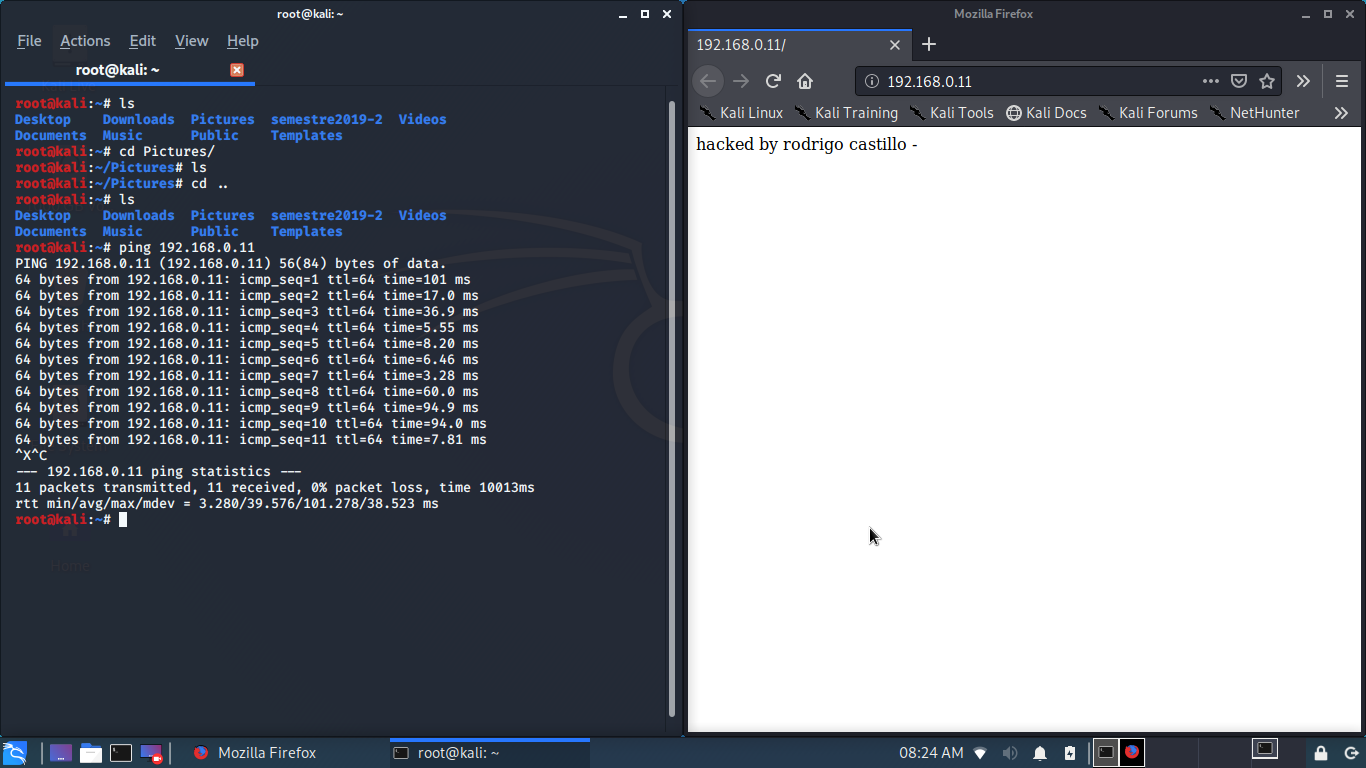 root@kali: ~
File Actions Edit View Help
root@kali: ~
root@kali:~# ls
Desktop Downloads Pictures semestre2019-2 Videos
Documents Music Public Templates
root@kali:~# cd Pictures/
root@kali:~/Pictures# ls
root@kali:~/Pictures# cd ..
root@kali:~# ls
Desktop Downloads Pictures semestre2019-2 Videos
Documents Music Public Templates
root@kali:~# ping 192.168.0.11
PING 192.168.0.11 (192.168.0.11) 56(84) bytes of data.
64 bytes from 192.168.0.11: icmp_seq=1 ttl=64 time=101 ms
64 bytes from 192.168.0.11: icmp_seq=2 ttl=64 time=17.0 ms
64 bytes from 192.168.0.11: icmp_seq=3 ttl=64 time=36.9 ms
64 bytes from 192.168.0.11: icmp_seq=4 ttl=64 time=5.55 ms
64 bytes from 192.168.0.11: icmp_seq=5 ttl=64 time=8.20 ms
64 bytes from 192.168.0.11: icmp_seq=6 ttl=64 time=6.46 ms
64 bytes from 192.168.0.11: icmp_seq=7 ttl=64 time=3.28 ms
64 bytes from 192.168.0.11: icmp_seq=8 ttl=64 time=60.0 ms
64 bytes from 192.168.0.11: icmp_seq=9 ttl=64 time=94.9 ms
64 bytes from 192.168.0.11: icmp_seq=10 ttl=64 time=94.0 ms
64 bytes from 192.168.0.11: icmp_seq=11 ttl=64 time=7.81 ms
^X^C
--- 192.168.0.11 ping statistics ---
11 packets transmitted, 11 received, 0% packet loss, time 10013ms
rtt min/avg/max/mdev = 3.280/39.576/101.278/38.523 ms
root@kali:~#
Home
Mozilla Firefox
192.168.0.11/
192.168.0.11
Kali Linux Kali Training Kali Tools Kali Docs Kali Forums NetHunter
hacked by rodrigo castillo -
Mozilla Firefox
root@kali: ~
08:24 AM